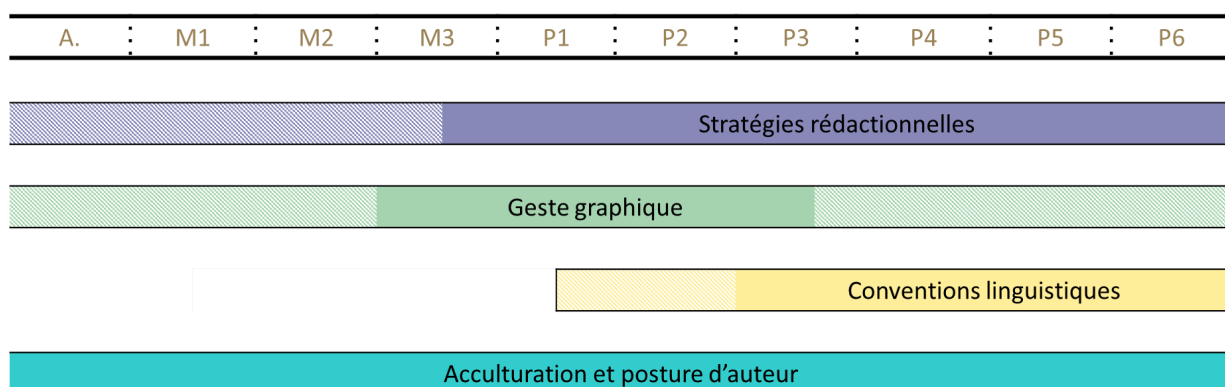 A. M1 M2 M3 P1 P2 P3 P4 P5 P6
Stratégies rédactionnelles
Geste graphique
Conventions linguistiques
Acculturation et posture d'auteur